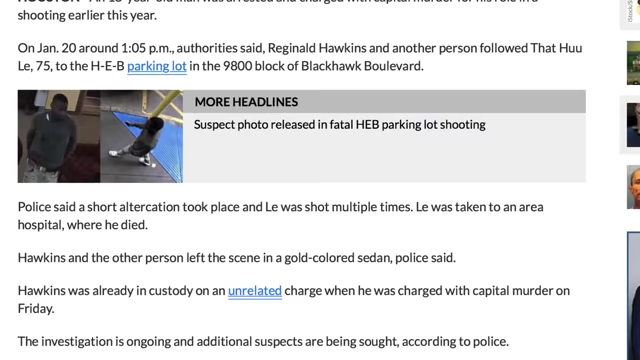 shooting earlier this year.
On Jan. 20 around 1:05 p.m., authorities said, Reginald Hawkins and another person followed That Huu
Le, 75, to the H-E-B parking lot in the 9800 block of Blackhawk Boulevard.
MORE HEADLINES
Suspect photo released in fatal HEB parking lot shooting
Police said a short altercation took place and Le was shot multiple times. Le was taken to an area
hospital, where he died.
Hawkins and the other person left the scene in a gold-colored sedan, police said.
Hawkins was already in custody on an unrelated charge when he was charged with capital murder on
Friday.
The investigation is ongoing and additional suspects are being sought, according to police.